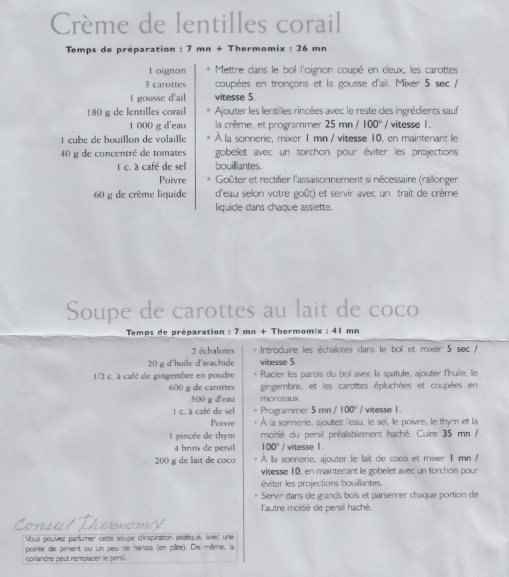 Crème de lentilles corail
Temps de préparation : 7 mn + Thermomix : 26 mn
1 oignon
3 carottes
1 gousse d'ail
180 g de lentilles corail
1 000 g d'eau
1 cube de bouillon de volaille
40 g de concentré de tomates
1 c. à café de sel
Poivre
60 g de crème liquide
• Mettre dans le bol l'oignon coupé en deux, les carottes
coupées en tronçons et la gousse d'ail. Mixer 5 sec /
vitesse 5.
• Ajouter les lentilles rincées avec le reste des ingrédients sauf
la crème, et programmer 25 mn / 100° / vitesse 1.
• À la sonnerie, mixer 1 mn / vitesse 10, en maintenant le
gobelet avec un torchon pour éviter les projections
bouillantes.
• Goûter et rectifier l'assaisonnement si nécessaire (rallonger
d'eau selon votre goût) et servir avec un trait de crème
liquide dans chaque assiette.
Soupe de carottes au lait de coco
Temps de préparation : 7 mn + Thermomix : 41 mn
2 échalotes
20 g d'huile d'arachide
1/2 c. à café de gingembre en poudre
600 g de carottes
500 g d'eau
1 c. à café de sel
Poivre
1 pincée de thym
4 brins de persil
200 g de lait de coco
• Introduire les échalotes dans le bol et mixer 5 sec /
vitesse 5.
• Racler les parois du bol avec la spatule, ajouter l'huile, le
gingembre, et les carottes épluchées et coupées en
morceaux.
• Programmer 5 mn / 100° / vitesse 1.
• À la sonnerie, ajoutez l'eau, le sel, le poivre, le thym et la
moitié du persil préalablement haché. Cuire 35 mn /
100° / vitesse 1.
• À la sonnerie, ajouter le lait de coco et mixer 1 mn /
vitesse 10, en maintenant le gobelet avec un torchon pour
éviter les projections bouillantes.
• Servir dans de grands bols et parsemer chaque portion de
l'autre moitié de persil haché.
Conseil Thermomix
Vous pouvez parfumer cette soupe d'inspiration asiatique, avec une
pointe de piment ou un peu de harissa (en pâte). De même, la
coriandre peut remplacer le persil.